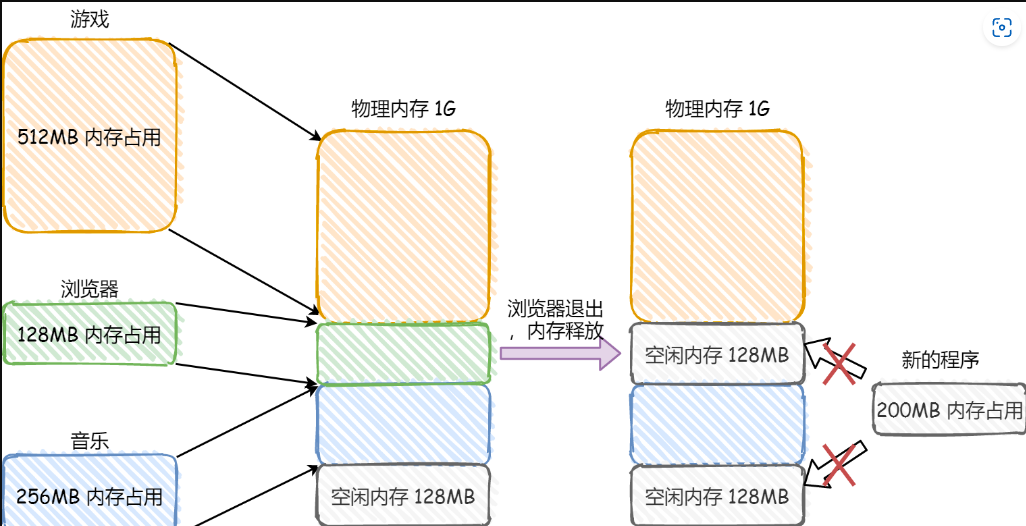 游戏
512MB 内存占用
浏览器
128MB 内存占用
音乐
256MB 内存占用
物理内存 1G
空闲内存 128MB
浏览器退出
，内存释放
物理内存 1G
空闲内存 128MB
空闲内存 128MB
新的程序
200MB 内存占用